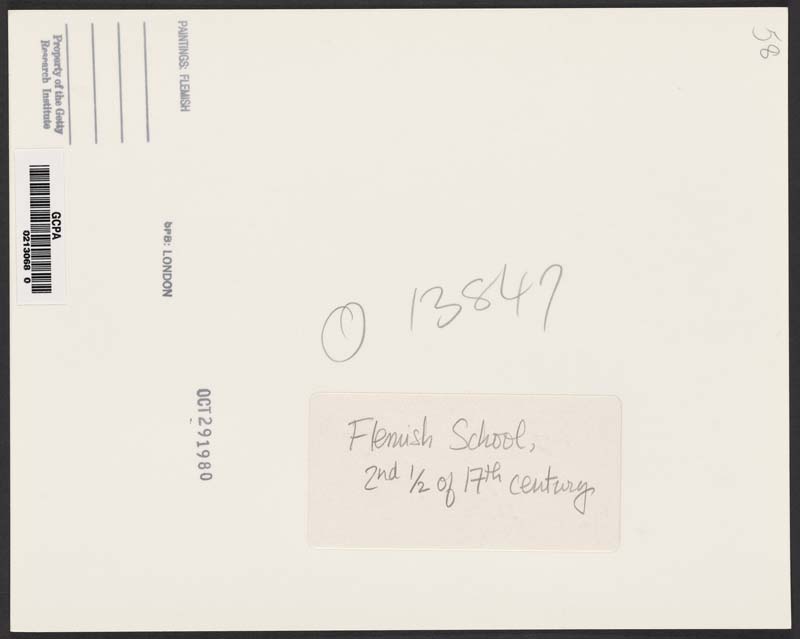 58
PAINTINGS: FLEMISH
Property of the Getty
Research Institute
GCPA
0213068 0
bPB: LONDON
OCT 29 1980
13847
Flemish School,
2nd 1/2 of 17th century